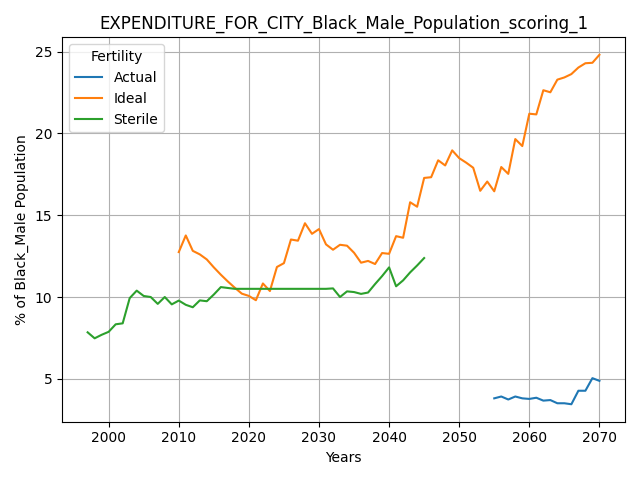 EXPENDITURE_FOR_CITY_Black_Male_Population_scoring_1
Fertility
Actual
Ideal
Sterile
% of Black_Male Population
25
20
15
10
5
2000 2010 2020 2030 2040 2050 2060 2070
Years